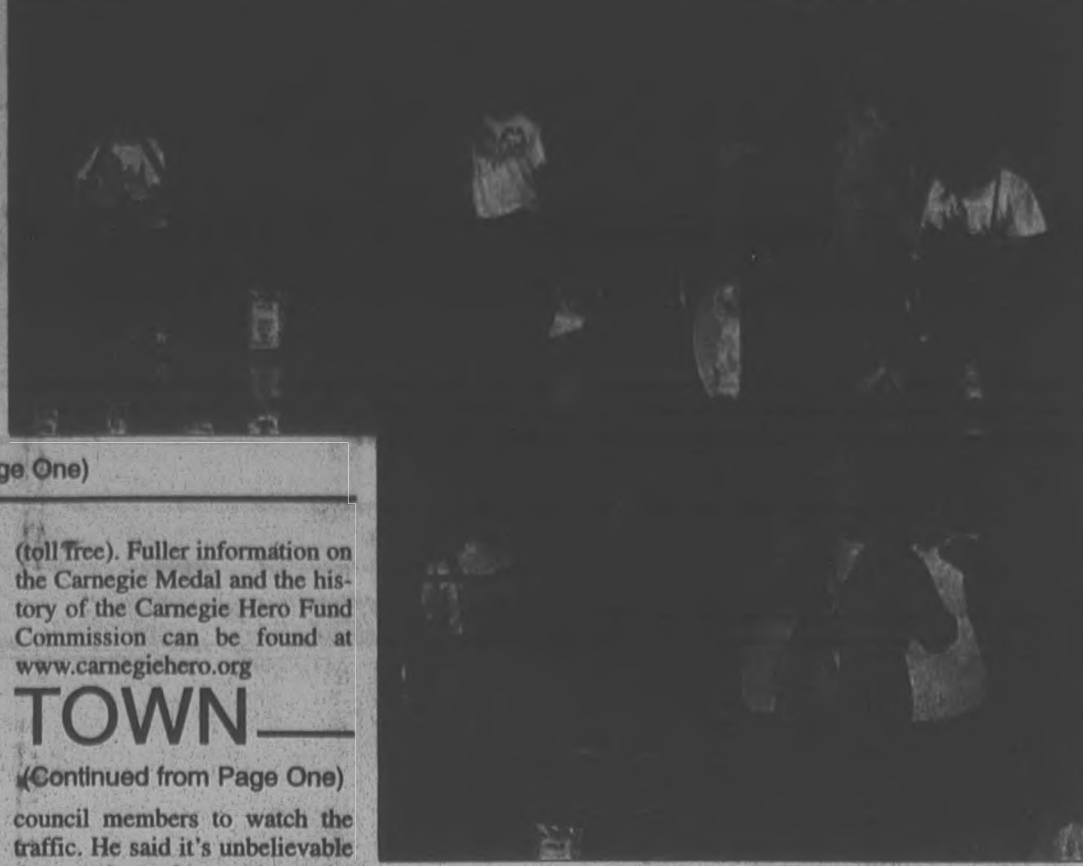 ge One)
(toll free). Fuller information on
the Carnegie Medal and the his-
tory of the Carnegie Hero Fund
Commission can be found at
www.carnegiehero.org
TOWN
(Continued from Page One)
council members to watch the
traffic. He said it's unbelievable